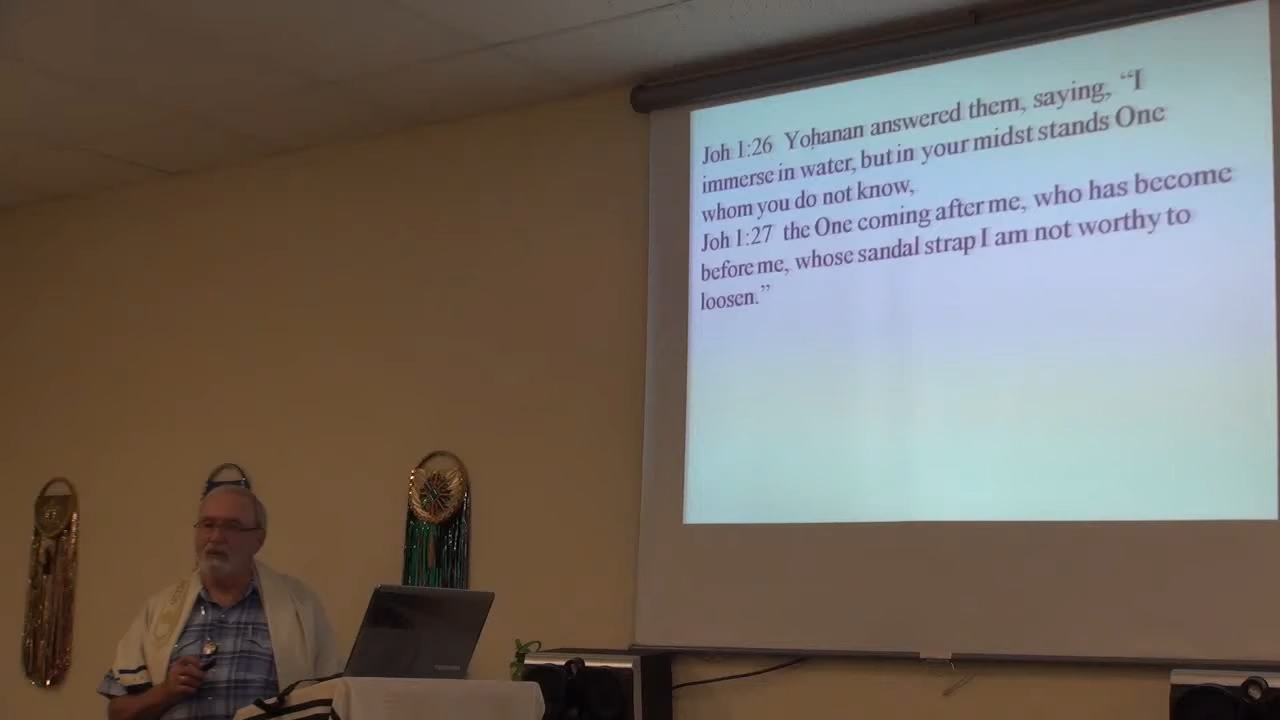 Joh 1:26 Yoḥanan answered them, saying, “I
immerse in water, but in your midst stands One
whom you do not know,
Joh 1:27 the One coming after me, who has become
before me, whose sandal strap I am not worthy to
loosen.”
TOSHIBA